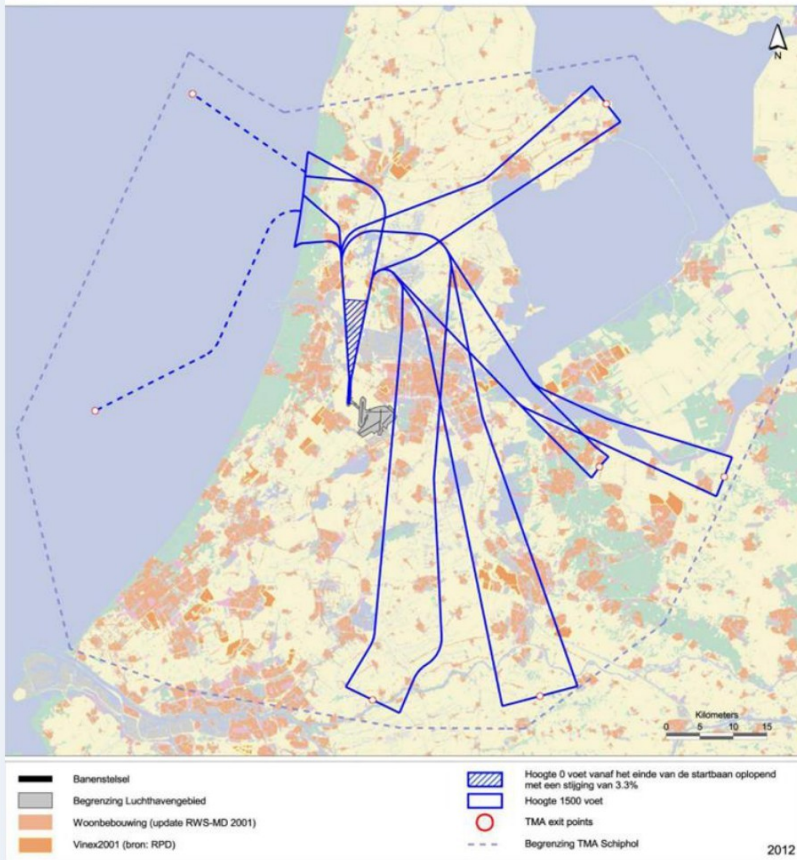 N
Kilometers
0 5 10 15
Banenstelsel
Begrenzing Luchthavengebied
Woonbebouwing (update RWS-MD 2001)
Vinex2001 (bron: RPD)
Hoogte 0 voet vanaf het einde van de startbaan oplopend
met een stijging van 3.3%
Hoogte 1500 voet
TMA exit points
Begrenzing TMA Schiphol
2012